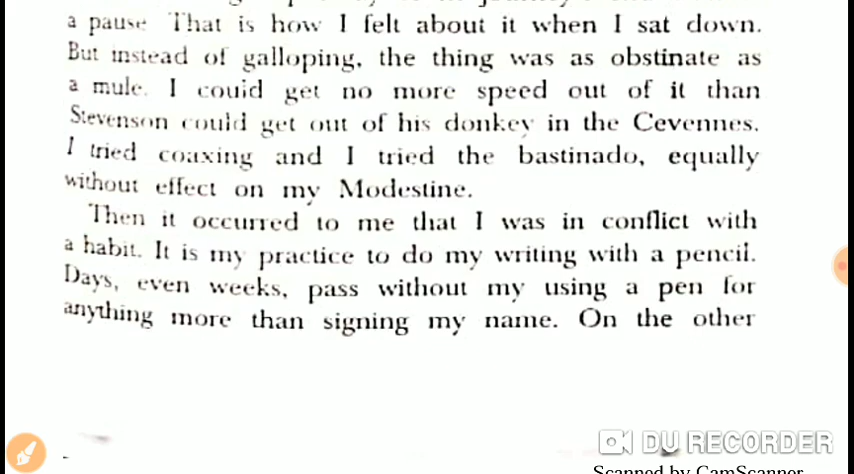 a pause That is how I felt about it when I sat down.
But instead of galloping, the thing was as obstinate as
a mule. I could get no more speed out of it than
Stevenson could get out of his donkey in the Cevennes.
I tried coaxing and I tried the bastinado, equally
without effect on my Modestine.
Then it occurred to me that I was in conflict with
a habit. It is my practice to do my writing with a pencil.
Days, even weeks, pass without my using a pen for
anything more than signing my name. On the other
DU RECORDER
Scanned by CamScanner